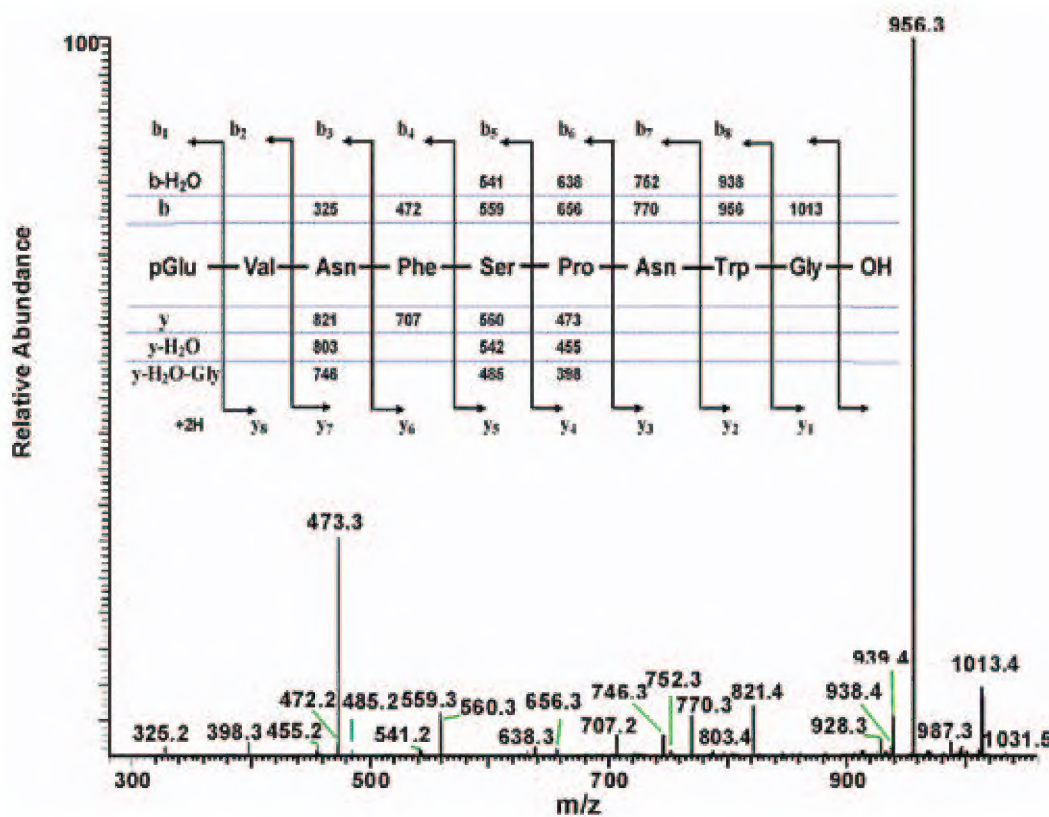 956.3
100
b₁ b₂ b₃ b₄ b₅ b₆ b₇ b₈
b-H₂O 541 638 752 938
b 325 472 559 656 770 956 1013
pGlu Val Asn Phe Ser Pro Asn Trp Gly OH
y 821 707 560 473
y-H₂O 803 542 455
y-H₂O-Gly 746 485 398
+2H y₈ y₇ y₆ y₅ y₄ y₃ y₂ y₁
Relative Abundance
473.3
939.4
1013.4
752.3
472.2 485.2 559.3 560.3 656.3 746.3 770.3 821.4 938.4
325.2 398.3 455.2 541.2 638.3 707.2 803.4 928.3 987.3 1031.5
300 500 700 900
m/z